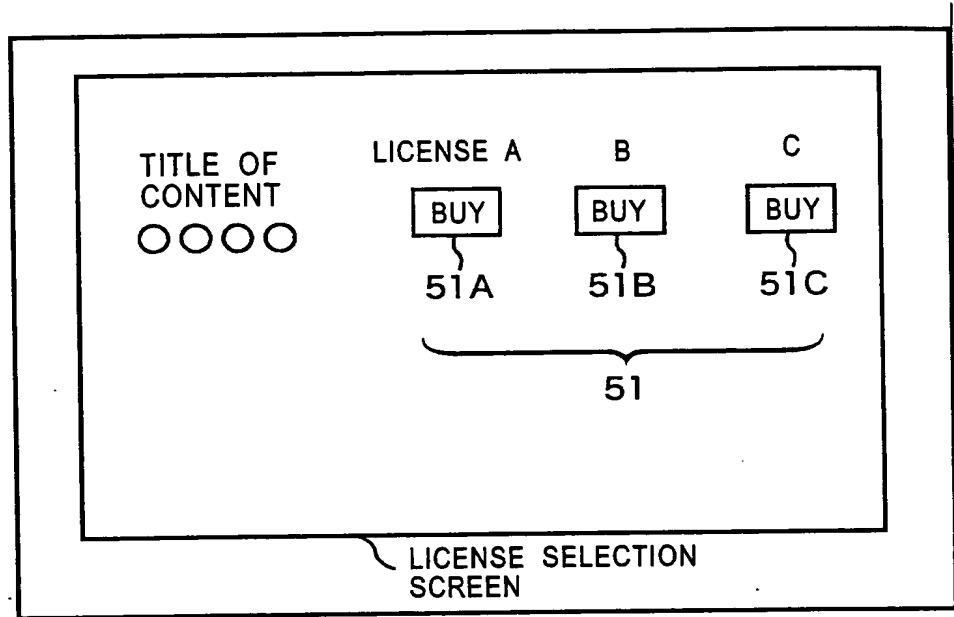 TITLE OF
CONTENT
○○○○
LICENSE A B C
BUY BUY BUY
51A 51B 51C
51
LICENSE SELECTION
SCREEN